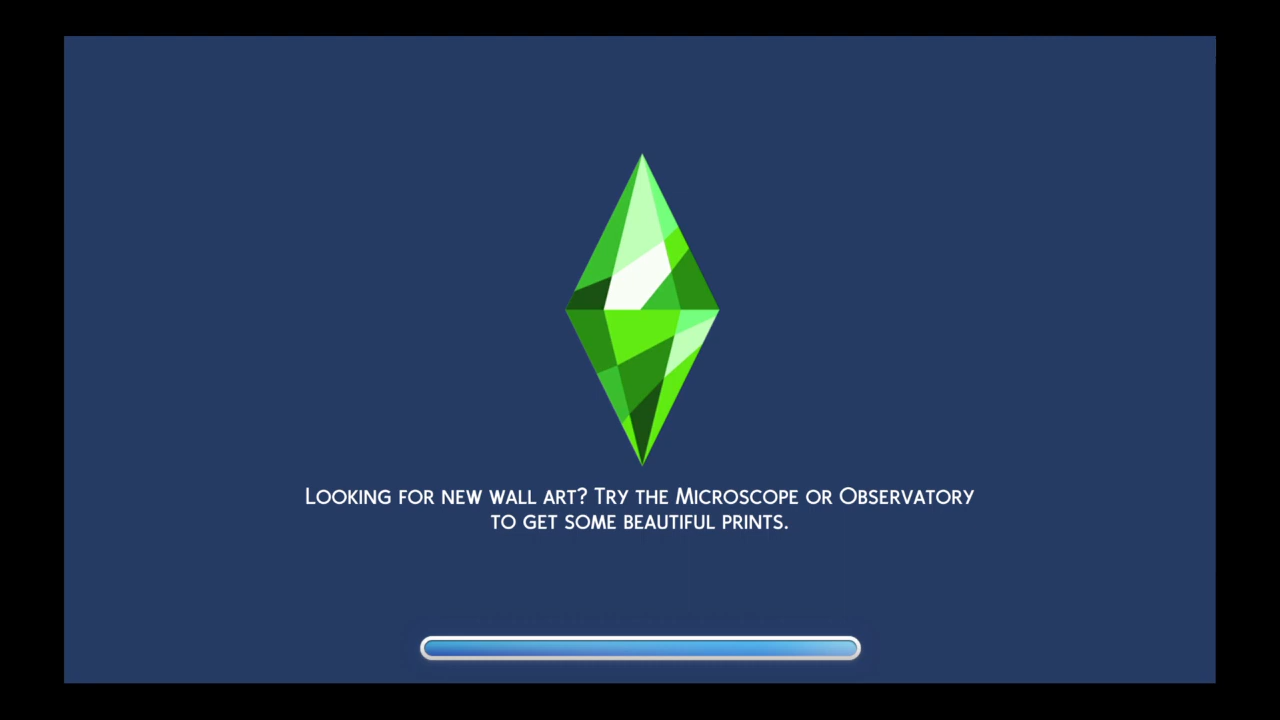 Looking for new wall art? Try the Microscope or Observatory
to get some beautiful prints.